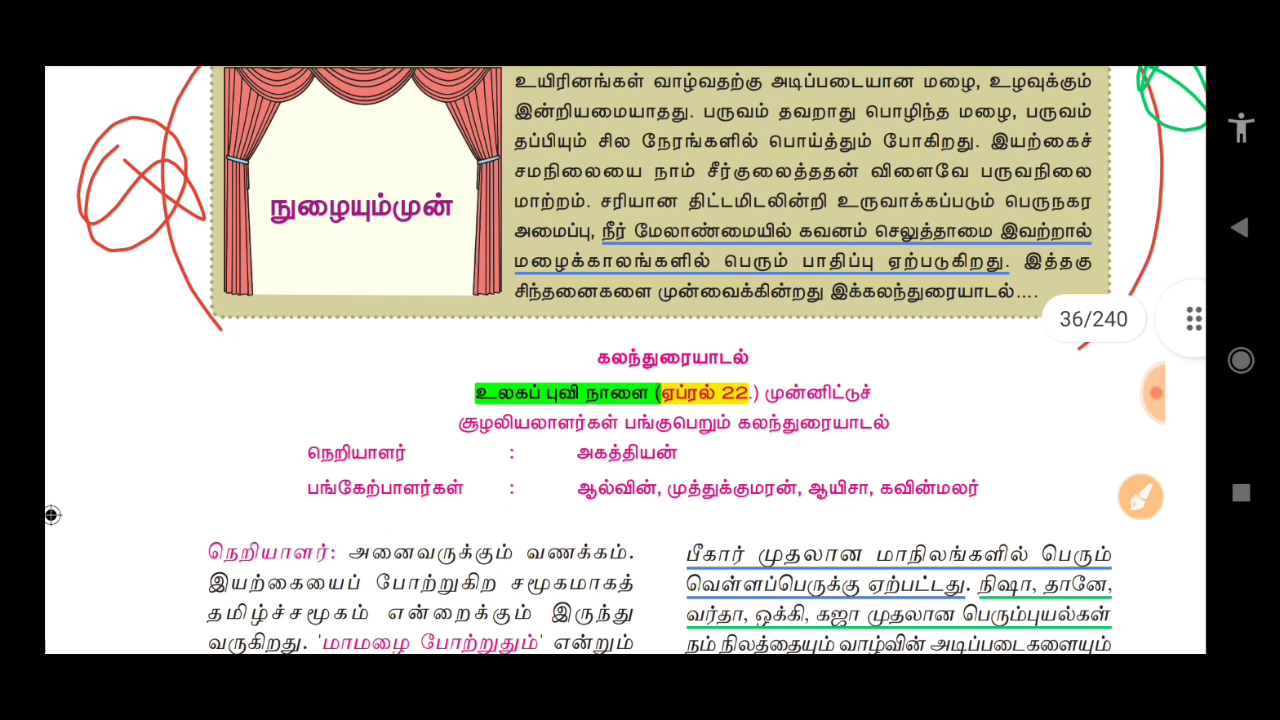 உயிரினங்கள் வாழ்வதற்கு அடிப்படையான மழை, உழவுக்கும்
இன்றியமையாதது. பருவம் தவறாது பொழிந்த மழை, பருவம்
தப்பியும் சில நேரங்களில் பொய்த்தும் போகிறது. இயற்கைச்
சமநிலையை நாம் சீர்குலைத்ததன் விளைவே பருவநிலை
மாற்றம். சரியான திட்டமிடலின்றி உருவாக்கப்படும் பெருநகர
அமைப்பு, நீர் மேலாண்மையில் கவனம் செலுத்தாமை இவற்றால்
மழைக்காலங்களில் பெரும் பாதிப்பு ஏற்படுகிறது. இத்தகு
சிந்தனைகளை முன்வைக்கின்றது இக்கலந்துரையாடல்....
நுழையும்முன்
36/240
கலந்துரையாடல்
உலகப் புவி நாளை (ஏப்ரல் 22.) முன்னிட்டுச்
சூழலியலாளர்கள் பங்குபெறும் கலந்துரையாடல்
நெறியாளர் : அகத்தியன்
பங்கேற்பாளர்கள் : ஆல்வின், முத்துக்குமரன், ஆயிசா, கவின்மலர்
நெறியாளர்: அனைவருக்கும் வணக்கம்.
இயற்கையைப் போற்றுகிற சமூகமாகத்
தமிழ்ச்சமூகம் என்றைக்கும் இருந்து
வருகிறது. 'மாமழை போற்றுதும்' என்றும்
பீகார் முதலான மாநிலங்களில் பெரும்
வெள்ளப்பெருக்கு ஏற்பட்டது. நிஷா, தானே,
வர்தா, ஒக்கி, கஜா முதலான பெரும்புயல்கள்
நம் நிலத்தையும் வாழ்வின் அடிப்படைகளையும்